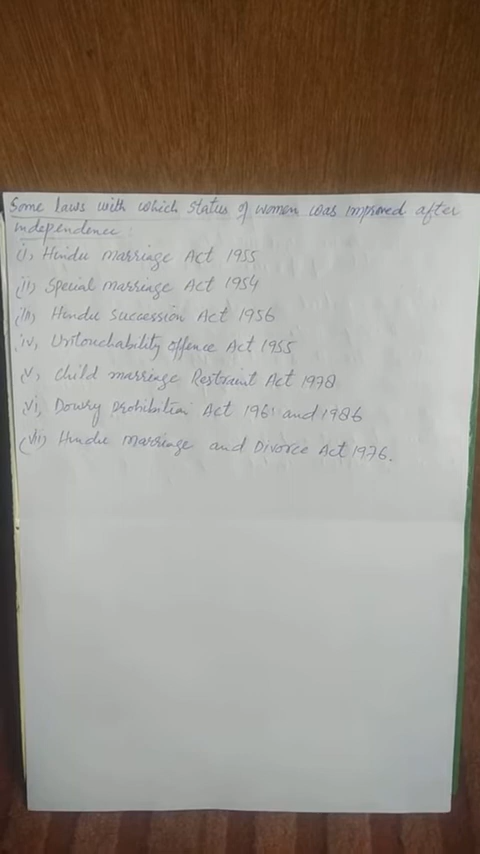 Some laws with which status of women was improved after
independence :
(i) Hindu marriage Act 1955
(ii) Special marriage Act 1954
(iii) Hindu succession Act 1956
(iv) Untouchability offence Act 1955
(v) child marriage Restraint Act 1978
(vi) Dowry prohibition Act 1961 and 1986
(vii) Hindu marriage and Divorce Act 1976.